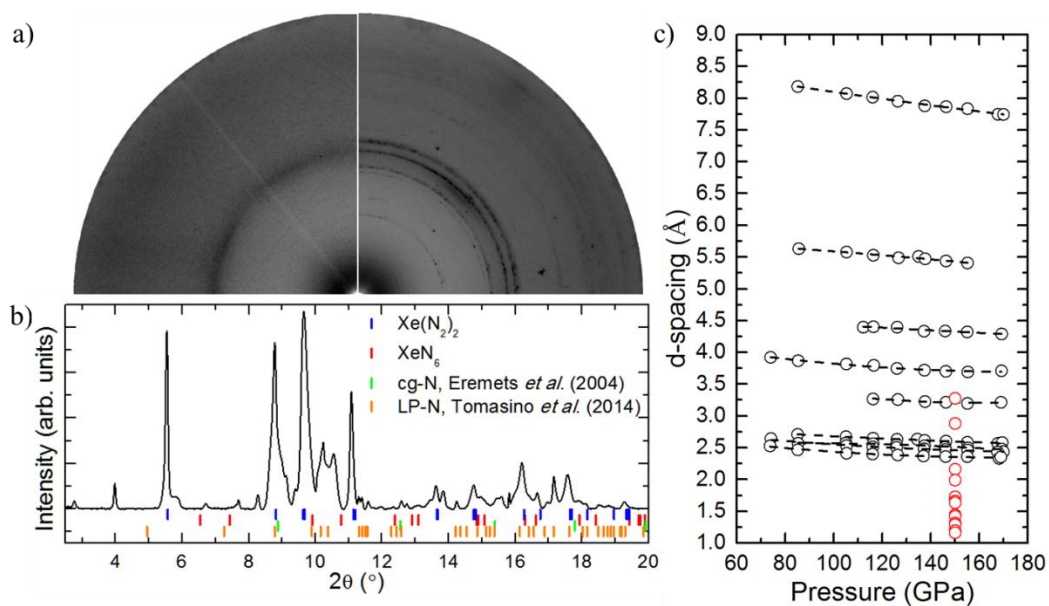 a)
b)
Intensity (arb. units)
Xe(N₂)₂
XeN₆
cg-N, Eremets et al. (2004)
LP-N, Tomasino et al. (2014)
4 6 8 10 12 14 16 18 20
2θ (°)
c)
d-spacing (Å)
9.0
8.5
8.0
7.5
7.0
6.5
6.0
5.5
5.0
4.5
4.0
3.5
3.0
2.5
2.0
1.5
1.0
60 80 100 120 140 160 180
Pressure (GPa)